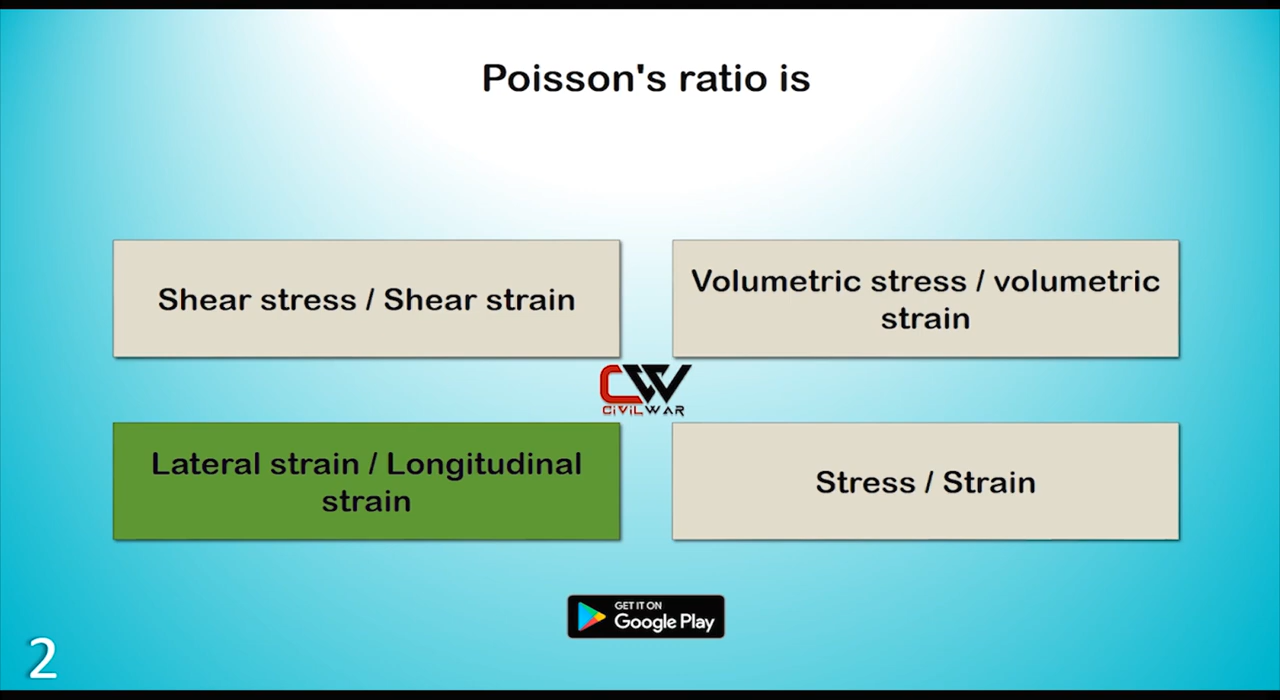 Poisson's ratio is
Shear stress / Shear strain
Volumetric stress / volumetric
strain
CW
CiViLWAR
Lateral strain / Longitudinal
strain
Stress / Strain
GET IT ON
Google Play
2